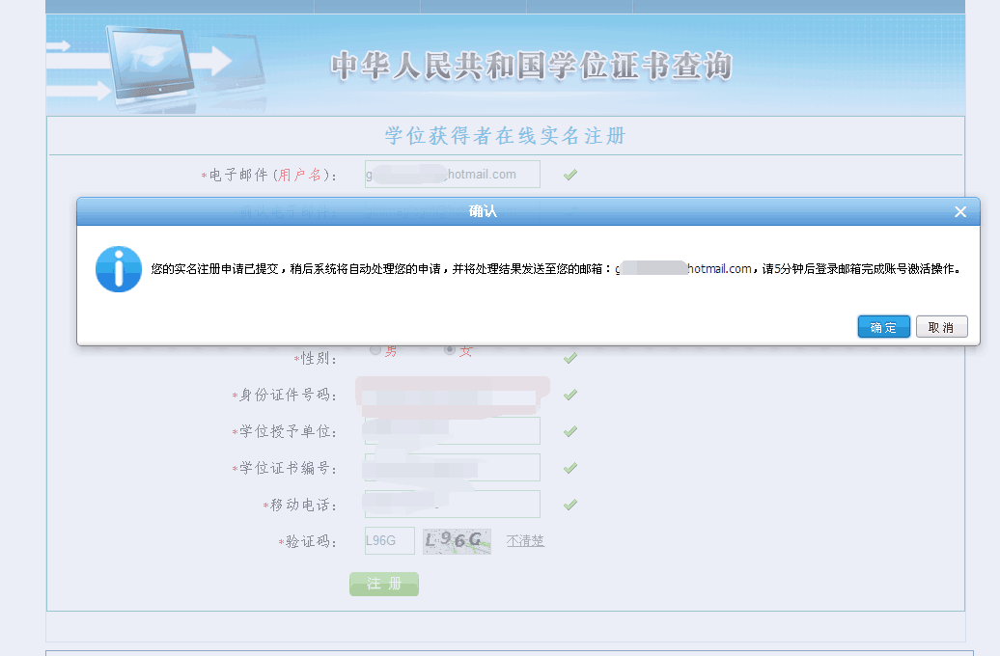 中华人民共和国学位证书查询
学位获得者在线实名注册
*电子邮件(用户名): g hotmail.com
确认
您的实名注册申请已提交，稍后系统将自动处理您的申请，并将处理结果发送至您的邮箱：g hotmail.com，请5分钟后登录邮箱完成账号激活操作。
确定 取消
*性别: 男 女
*身份证件号码:
*学位授予单位:
*学位证书编号:
*移动电话:
*验证码: L96G L96G 不清楚
注 册